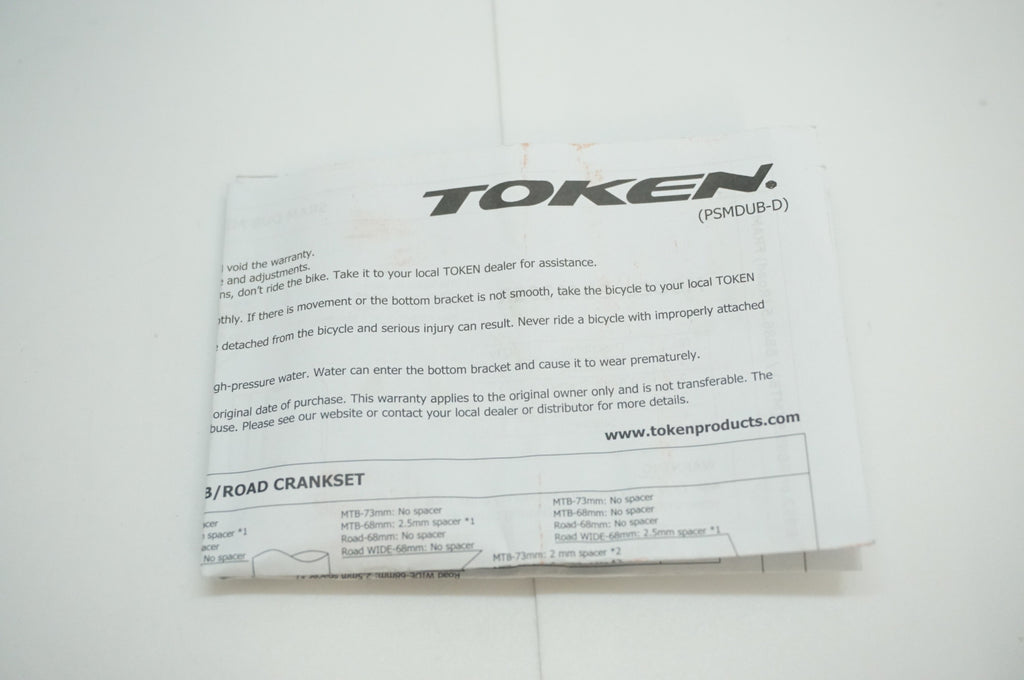 TOKEN.
(PSMDUB-D)
void the warranty.
and adjustments.
ns, don't ride the bike. Take it to your local TOKEN dealer for assistance.
othly. If there is movement or the bottom bracket is not smooth, take the bicycle to your local TOKEN
detached from the bicycle and serious injury can result. Never ride a bicycle with improperly attached
gh-pressure water. Water can enter the bottom bracket and cause it to wear prematurely.
original date of purchase. This warranty applies to the original owner only and is not transferable. The
buse. Please see our website or contact your local dealer or distributor for more details.
www.tokenproducts.com
B/ROAD CRANKSET
acer
spacer *1
acer
No spacer
MTB-73mm: No spacer
MTB-68mm: 2.5mm spacer *1
Road-68mm: No spacer
Road WIDE-68mm: No spacer
MTB-73mm: No spacer
MTB-68mm: No spacer
Road-68mm: No spacer
Road WIDE-68mm: 2.5mm spacer *1
MTB-73mm: 2 mm spacer *2